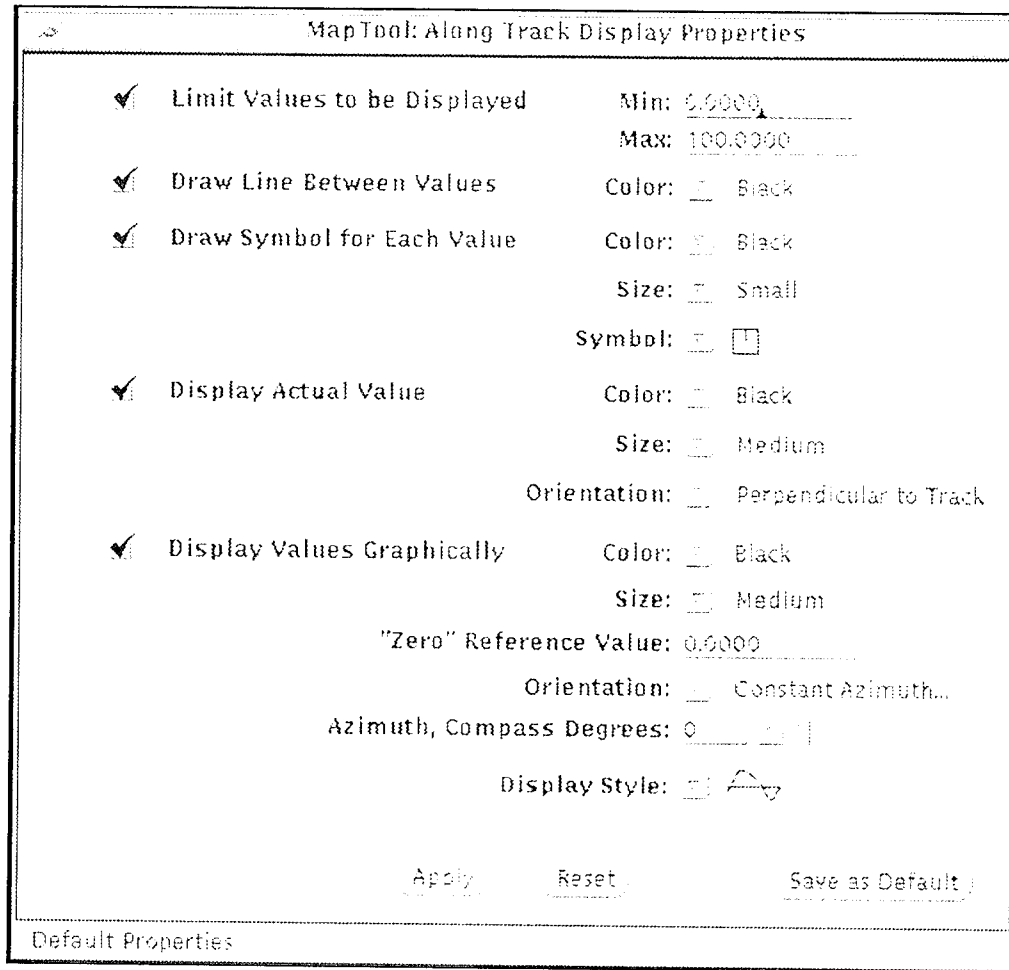 MapTool: Along Track Display Properties
Limit Values to be Displayed Min: 0.0000
Max: 100.0000
Draw Line Between Values Color: Black
Draw Symbol for Each Value Color: Black
Size: Small
Symbol:
Display Actual Value Color: Black
Size: Medium
Orientation: Perpendicular to Track
Display Values Graphically Color: Black
Size: Medium
"Zero" Reference Value: 0.0000
Orientation: Constant Azimuth...
Azimuth, Compass Degrees: 0
Display Style:
Apply Reset Save as Default
Default Properties